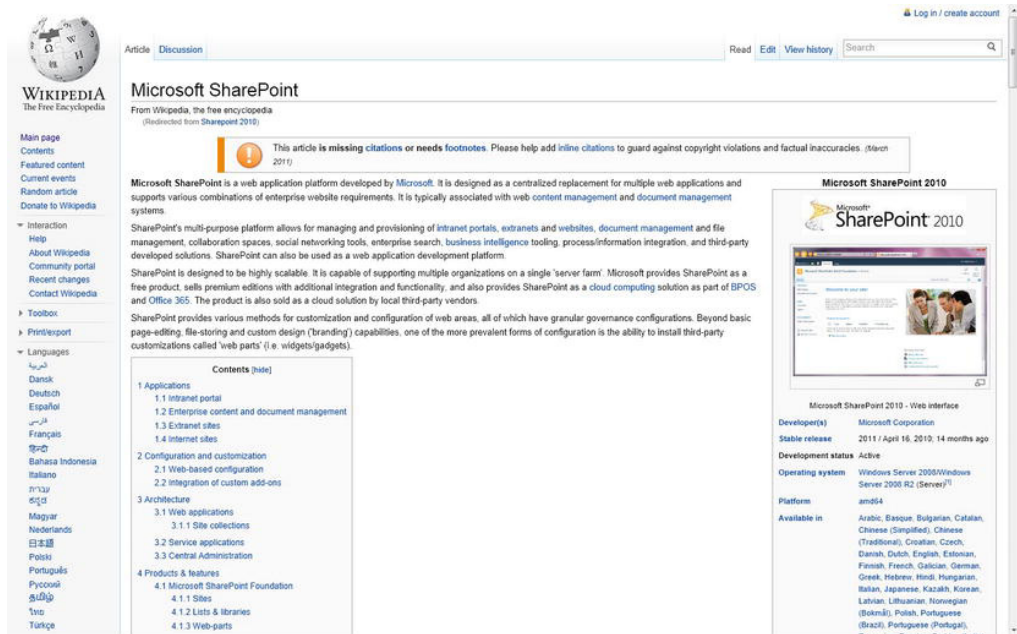 Log in / create account
Article Discussion
Read Edit View history Search
WIKIPEDIA
The Free Encyclopedia
Main page
Contents
Featured content
Current events
Random article
Donate to Wikipedia
Interaction
Help
About Wikipedia
Community portal
Recent changes
Contact Wikipedia
Toolbox
Print/export
Languages
العربية
Dansk
Deutsch
Español
فارسی
Français
हिन्दी
Bahasa Indonesia
Italiano
עברית
ಕನ್ನಡ
Magyar
Nederlands
日本語
Polski
Português
Русский
தமிழ்
ไทย
Türkçe
Microsoft SharePoint
From Wikipedia, the free encyclopedia
(Redirected from Sharepoint 2010)
This article is missing citations or needs footnotes. Please help add inline citations to guard against copyright violations and factual inaccuracies. (March
2011)
Microsoft SharePoint is a web application platform developed by Microsoft. It is designed as a centralized replacement for multiple web applications and
supports various combinations of enterprise website requirements. It is typically associated with web content management and document management
systems.
SharePoint's multi-purpose platform allows for managing and provisioning of intranet portals, extranets and websites, document management and file
management, collaboration spaces, social networking tools, enterprise search, business intelligence tooling, process/information integration, and third-party
developed solutions. SharePoint can also be used as a web application development platform.
SharePoint is designed to be highly scalable. It is capable of supporting multiple organizations on a single 'server farm'. Microsoft provides SharePoint as a
free product, sells premium editions with additional integration and functionality, and also provides SharePoint as a cloud computing solution as part of BPOS
and Office 365. The product is also sold as a cloud solution by local third-party vendors.
SharePoint provides various methods for customization and configuration of web areas, all of which have granular governance configurations. Beyond basic
page-editing, file-storing and custom design ('branding') capabilities, one of the more prevalent forms of configuration is the ability to install third-party
customizations called 'web parts' (i.e. widgets/gadgets).
Contents [hide]
1 Applications
1.1 Intranet portal
1.2 Enterprise content and document management
1.3 Extranet sites
1.4 Internet sites
2 Configuration and customization
2.1 Web-based configuration
2.2 Integration of custom add-ons
3 Architecture
3.1 Web applications
3.1.1 Site collections
3.2 Service applications
3.3 Central Administration
4 Products & features
4.1 Microsoft SharePoint Foundation
4.1.1 Sites
4.1.2 Lists & libraries
4.1.3 Web-parts
Microsoft SharePoint 2010
Microsoft
SharePoint 2010
Microsoft SharePoint 2010 - Web interface
Developer(s) Microsoft Corporation
Stable release 2011 / April 16, 2010; 14 months ago
Development status Active
Operating system Windows Server 2008/Windows
Server 2008 R2 (Server)[1]
Platform amd64
Available in Arabic, Basque, Bulgarian, Catalan,
Chinese (Simplified), Chinese
(Traditional), Croatian, Czech,
Danish, Dutch, English, Estonian,
Finnish, French, Galician, German,
Greek, Hebrew, Hindi, Hungarian,
Italian, Japanese, Kazakh, Korean,
Latvian, Lithuanian, Norwegian
(Bokmål), Polish, Portuguese
(Brazil), Portuguese (Portugal),